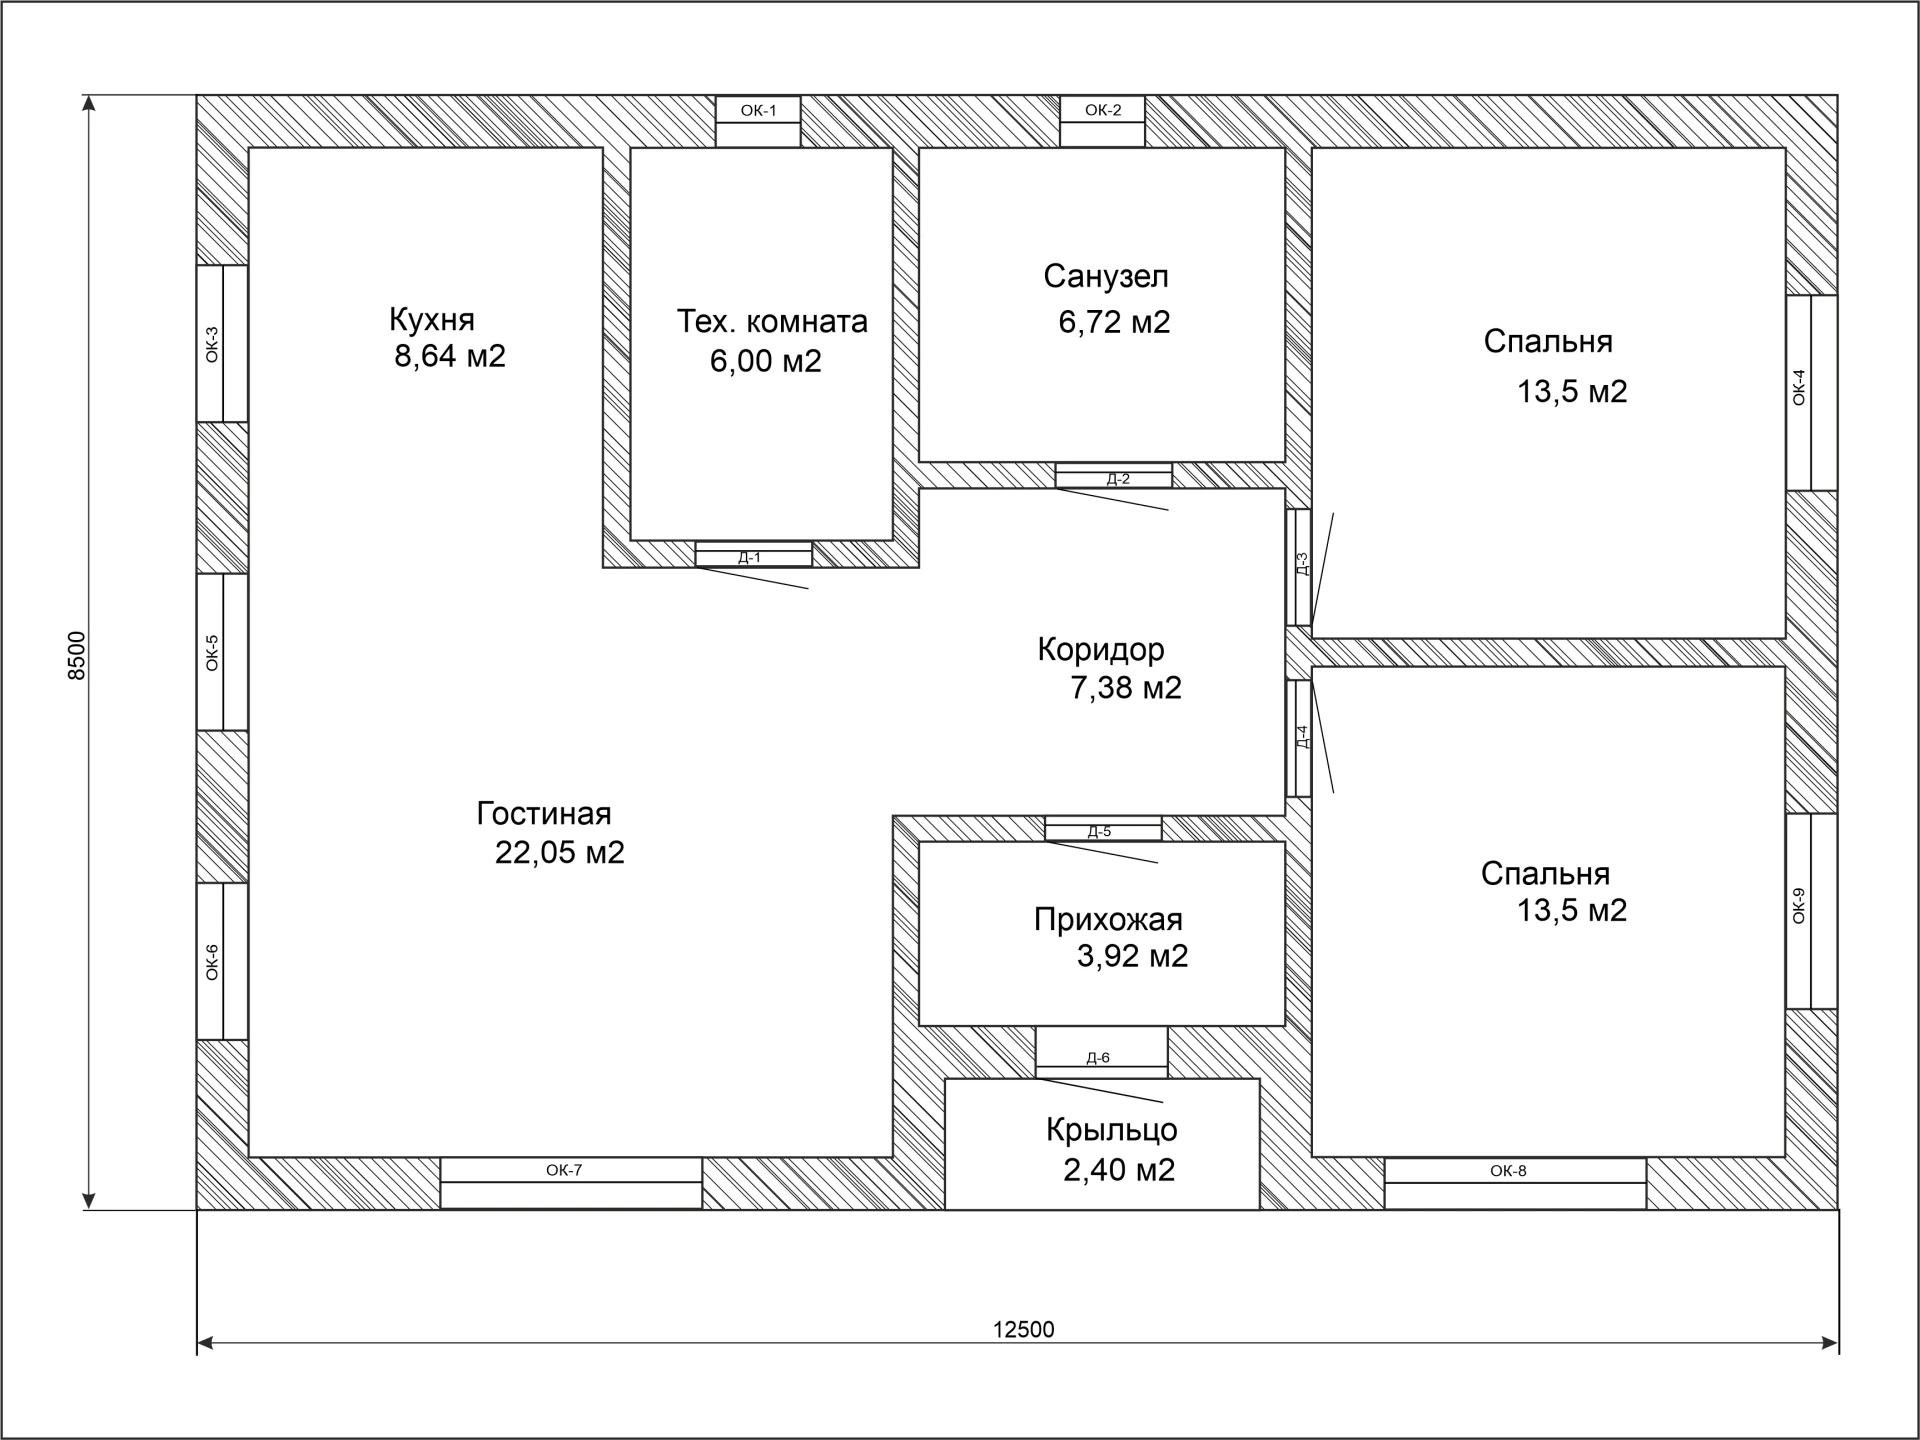 ОК-1
ОК-2
Кухня
8,64 м2
Тех. комната
6,00 м2
Санузел
6,72 м2
Спальня
13,5 м2
ОК-3
ОК-4
Д-1
Д-2
Д-3
8500
ОК-5
Коридор
7,38 м2
Д-4
Гостиная
22,05 м2
Д-5
Прихожая
3,92 м2
Спальня
13,5 м2
ОК-9
ОК-6
Д-6
Крыльцо
2,40 м2
ОК-7
ОК-8
12500